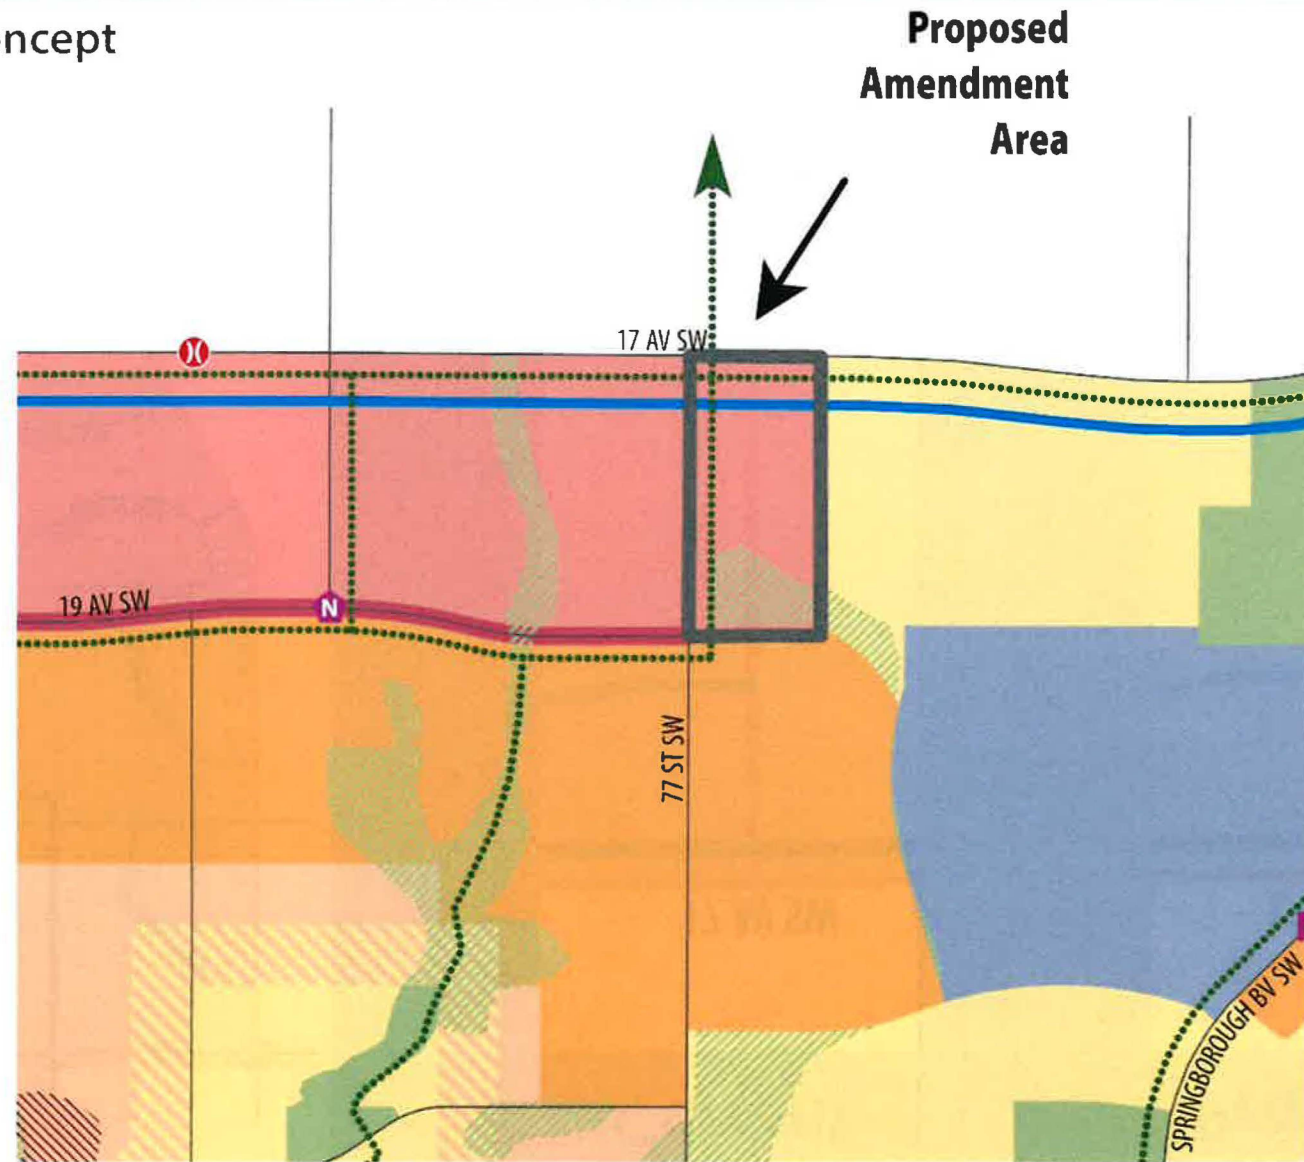 ncept
Proposed
Amendment
Area
17 AV SW
19 AV SW
N
77 ST SW
SPRINGBOROUGH BV SW